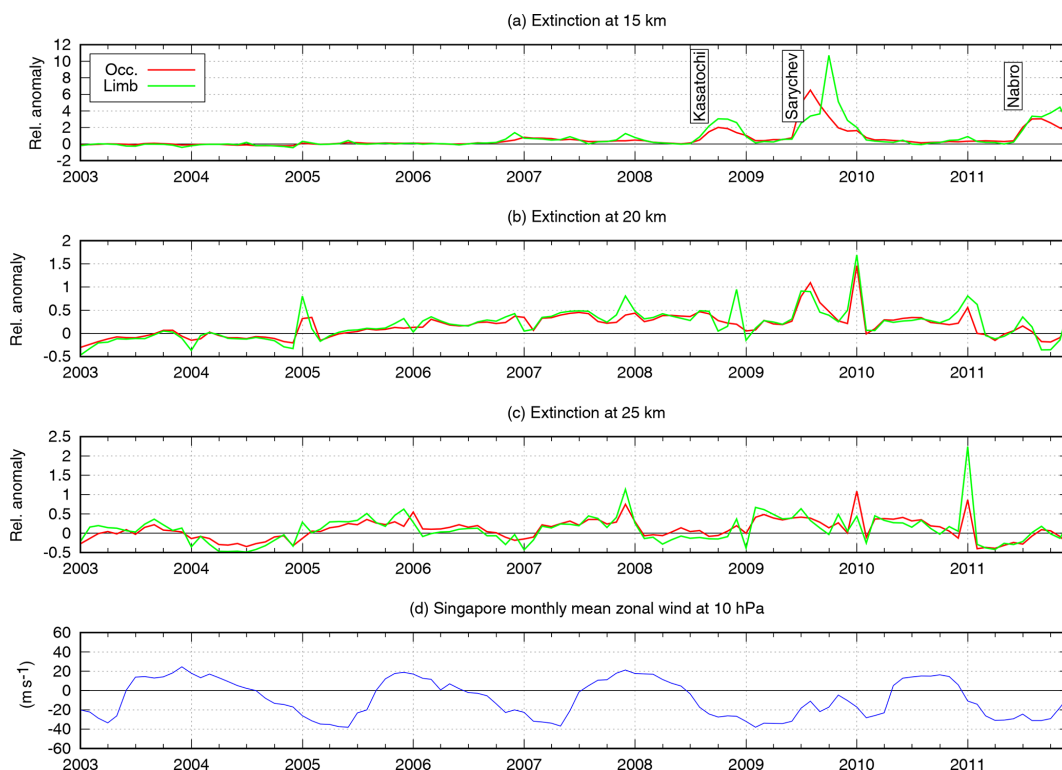 (a) Extinction at 15 km
Rel. anomaly
12
10
8
6
4
2
0
-2
Occ.
Limb
Kasatochi
Sarychev
Nabro
2003 2004 2005 2006 2007 2008 2009 2010 2011
(b) Extinction at 20 km
Rel. anomaly
2
1.5
1
0.5
0
-0.5
2003 2004 2005 2006 2007 2008 2009 2010 2011
(c) Extinction at 25 km
Rel. anomaly
2.5
2
1.5
1
0.5
0
-0.5
2003 2004 2005 2006 2007 2008 2009 2010 2011
(d) Singapore monthly mean zonal wind at 10 hPa
(m s-1)
60
40
20
0
-20
-40
-60
2003 2004 2005 2006 2007 2008 2009 2010 2011